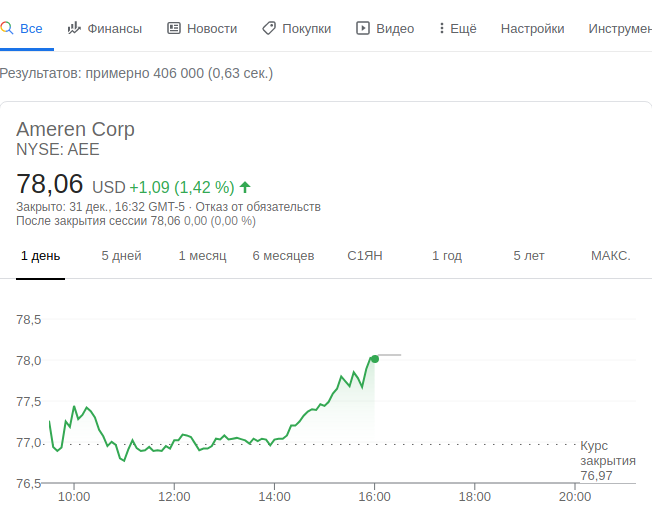 Все Финансы Новости Покупки Видео Ещё Настройки Инструмен
Результатов: примерно 406 000 (0,63 сек.)
Ameren Corp
NYSE: AEE
78,06 USD +1,09 (1,42 %)
Закрыто: 31 дек., 16:32 GMT-5 · Отказ от обязательств
После закрытия сессии 78,06 0,00 (0,00 %)
1 день 5 дней 1 месяц 6 месяцев С1ЯН 1 год 5 лет МАКС.
78,5
78,0
77,5
77,0
Курс
закрытия
76,97
76,5
10:00 12:00 14:00 16:00 18:00 20:00